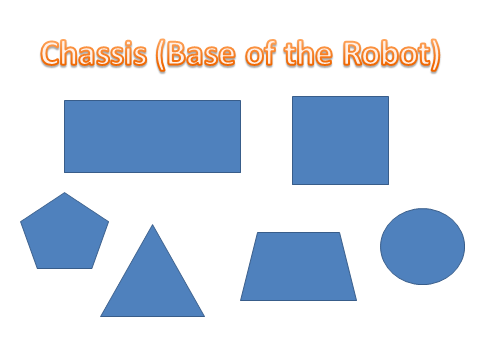 Chassis (Base of the Robot)